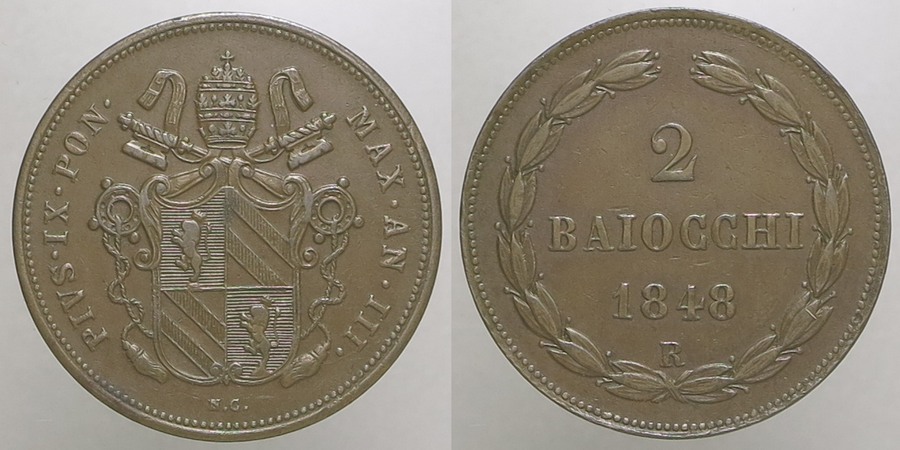 PIVS·IX·PON. MAX·AN·III.
N.C.
2
BAIOCCHI
1848
R